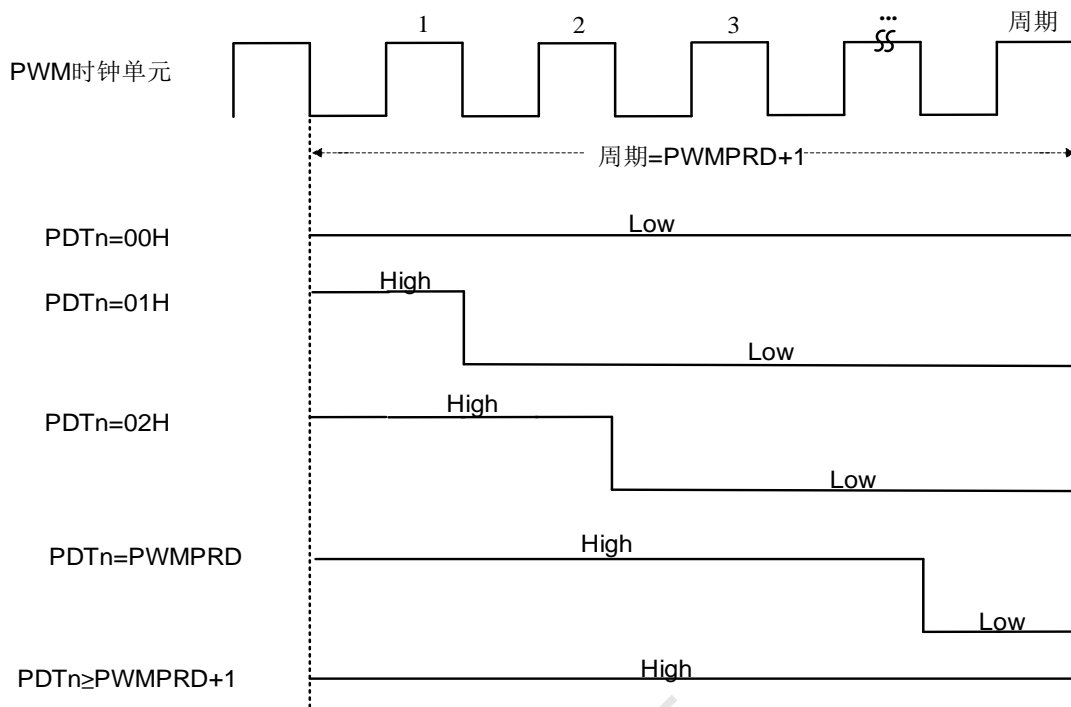 1 2 3 ... 周期
PWM时钟单元
周期=PWMPRD+1
PDTn=00H Low
PDTn=01H High Low
PDTn=02H High Low
PDTn=PWMPRD High Low
PDTn≥PWMPRD+1 High